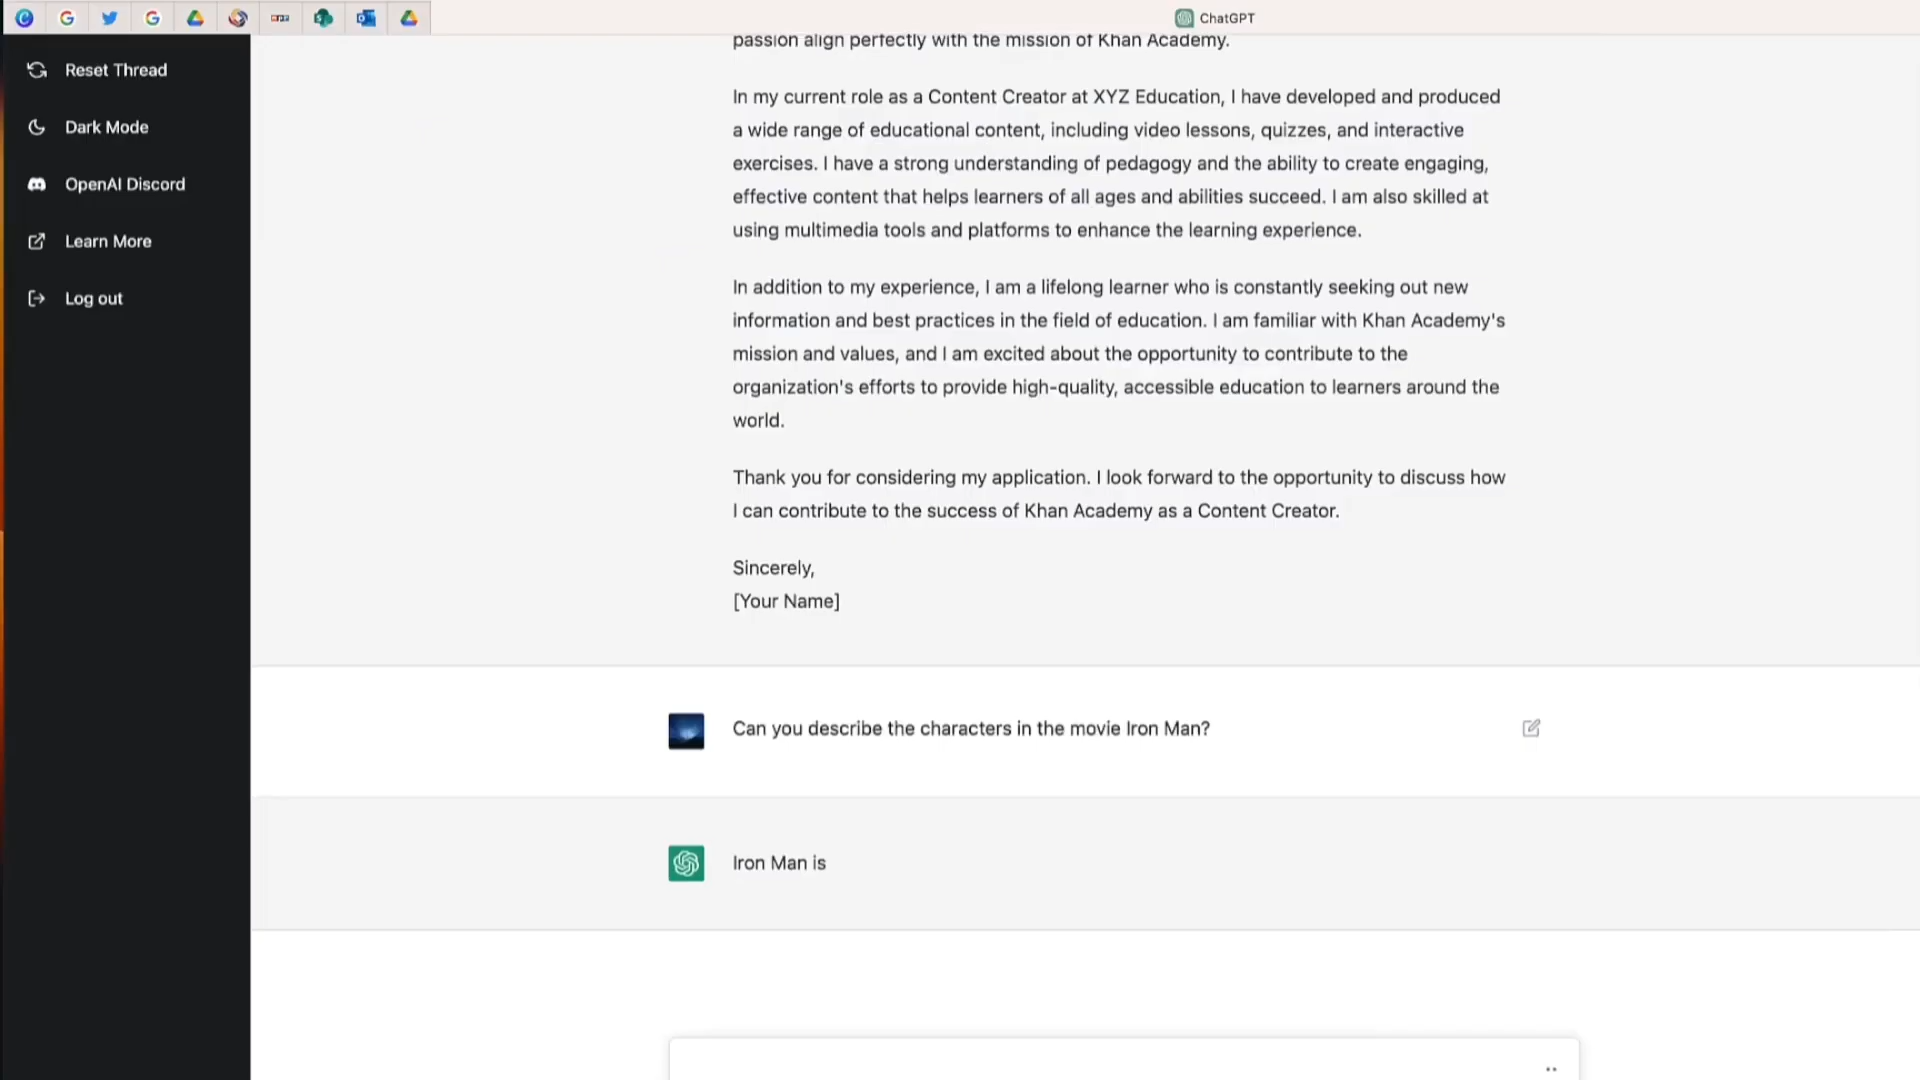 ChatGPT
Reset Thread
Dark Mode
OpenAI Discord
Learn More
Log out
passion align perfectly with the mission of Khan Academy.
In my current role as a Content Creator at XYZ Education, I have developed and produced
a wide range of educational content, including video lessons, quizzes, and interactive
exercises. I have a strong understanding of pedagogy and the ability to create engaging,
effective content that helps learners of all ages and abilities succeed. I am also skilled at
using multimedia tools and platforms to enhance the learning experience.
In addition to my experience, I am a lifelong learner who is constantly seeking out new
information and best practices in the field of education. I am familiar with Khan Academy's
mission and values, and I am excited about the opportunity to contribute to the
organization's efforts to provide high-quality, accessible education to learners around the
world.
Thank you for considering my application. I look forward to the opportunity to discuss how
I can contribute to the success of Khan Academy as a Content Creator.
Sincerely,
[Your Name]
Can you describe the characters in the movie Iron Man?
Iron Man is